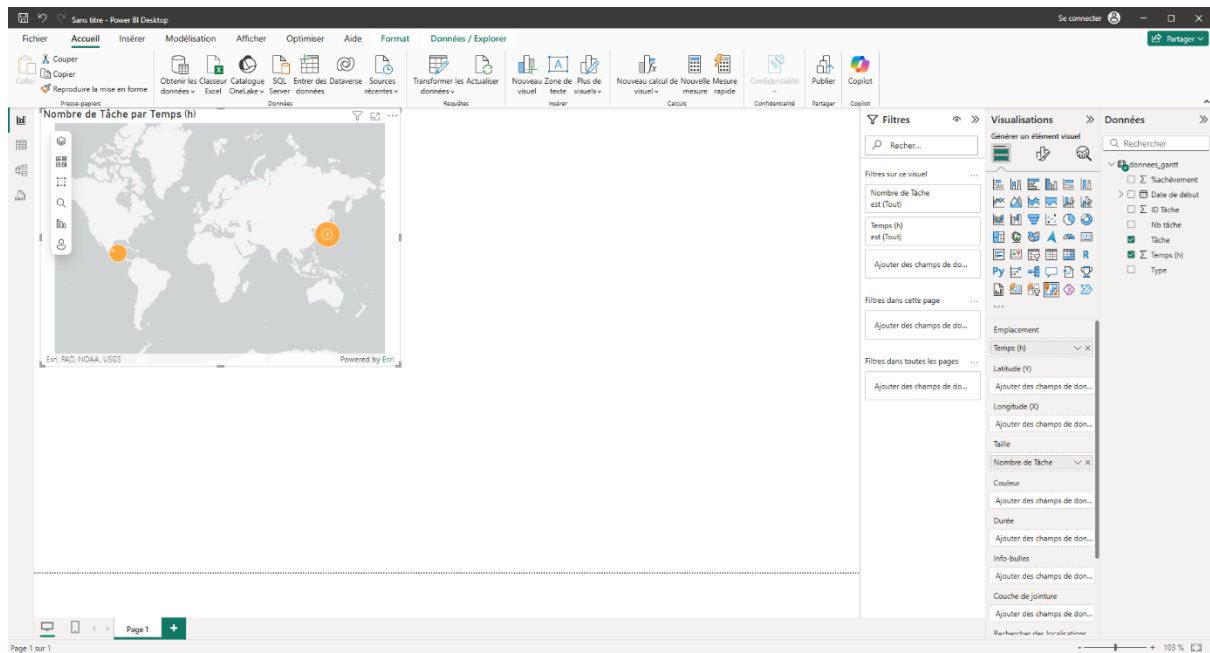 Sans titre - Power BI Desktop
Se connecter
Fichier Accueil Insérer Modélisation Afficher Optimiser Aide Format Données / Explorer
Partager
Coller
Couper
Copier
Reproduire la mise en forme
Presse-papiers
Obtenir les données
Classeur Excel
Catalogue OneLake
SQL Server
Entrer des données
Dataverse
Sources récentes
Données
Transformer les données
Actualiser
Requêtes
Nouveau visuel
Zone de texte
Plus de visuels
Insérer
Nouveau calcul de visuel
Nouvelle mesure
Mesure rapide
Calculs
Confidentialité
Confidentialité
Publier
Partager
Copilot
Copilot
Nombre de Tâche par Temps (h)
Esri, FAO, NOAA, USGS
Powered by Esri
Filtres
Recher...
Filtres sur ce visuel
Nombre de Tâche
est (Tout)
Temps (h)
est (Tout)
Ajouter des champs de do...
Filtres dans cette page
Ajouter des champs de do...
Filtres dans toutes les pages
Ajouter des champs de do...
Visualisations
Générer un élément visuel
R
Py
Emplacement
Temps (h)
Latitude (Y)
Ajouter des champs de don...
Longitude (X)
Ajouter des champs de don...
Taille
Nombre de Tâche
Couleur
Ajouter des champs de don...
Durée
Ajouter des champs de don...
Info-bulles
Ajouter des champs de don...
Couche de jointure
Ajouter des champs de don...
Rechercher des localisations
Données
Rechercher
donnees_gantt
%achèvement
Date de début
ID Tâche
Nb tâche
Tâche
Temps (h)
Type
Page 1
Page 1 sur 1
103 %